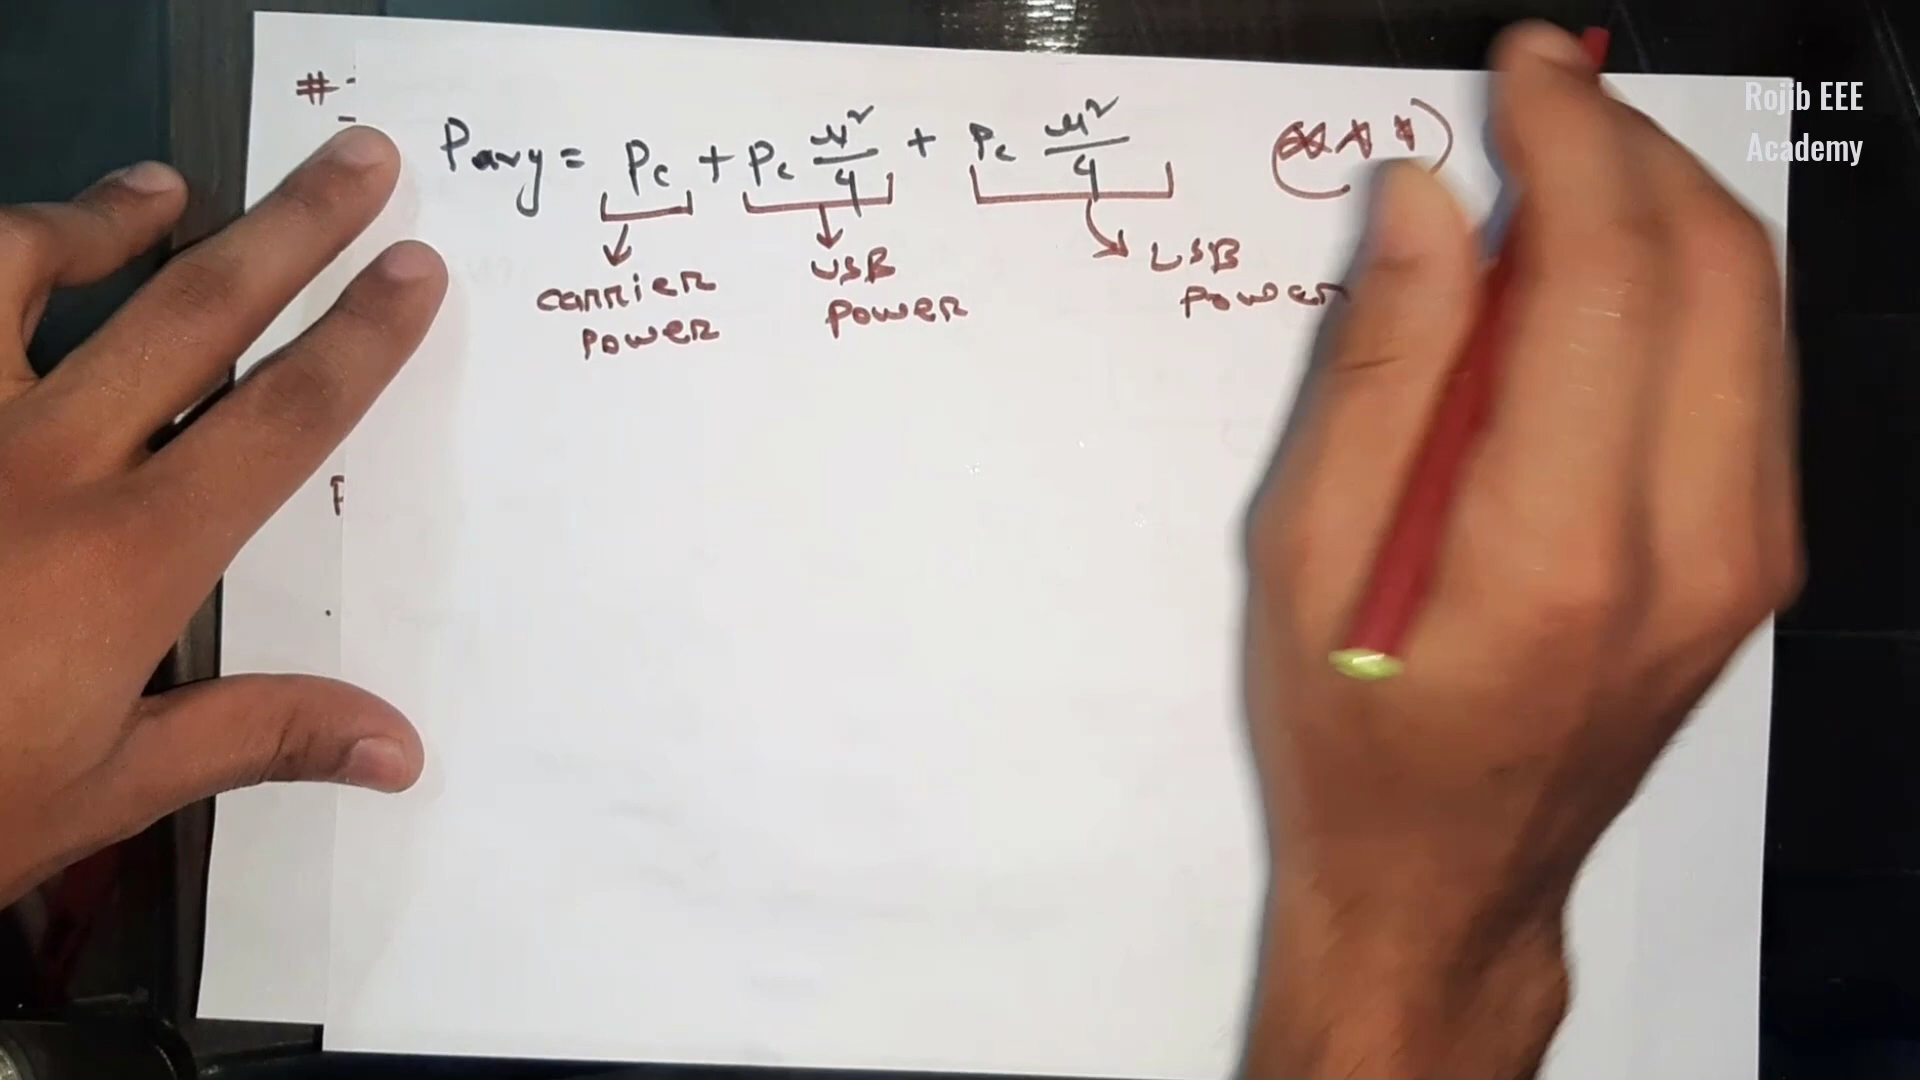 #
Pavg = Pc + Pc μ²/4 + Pc μ²/4 (***)
carrier power
USB power
LSB power
P
Rojib EEE
Academy